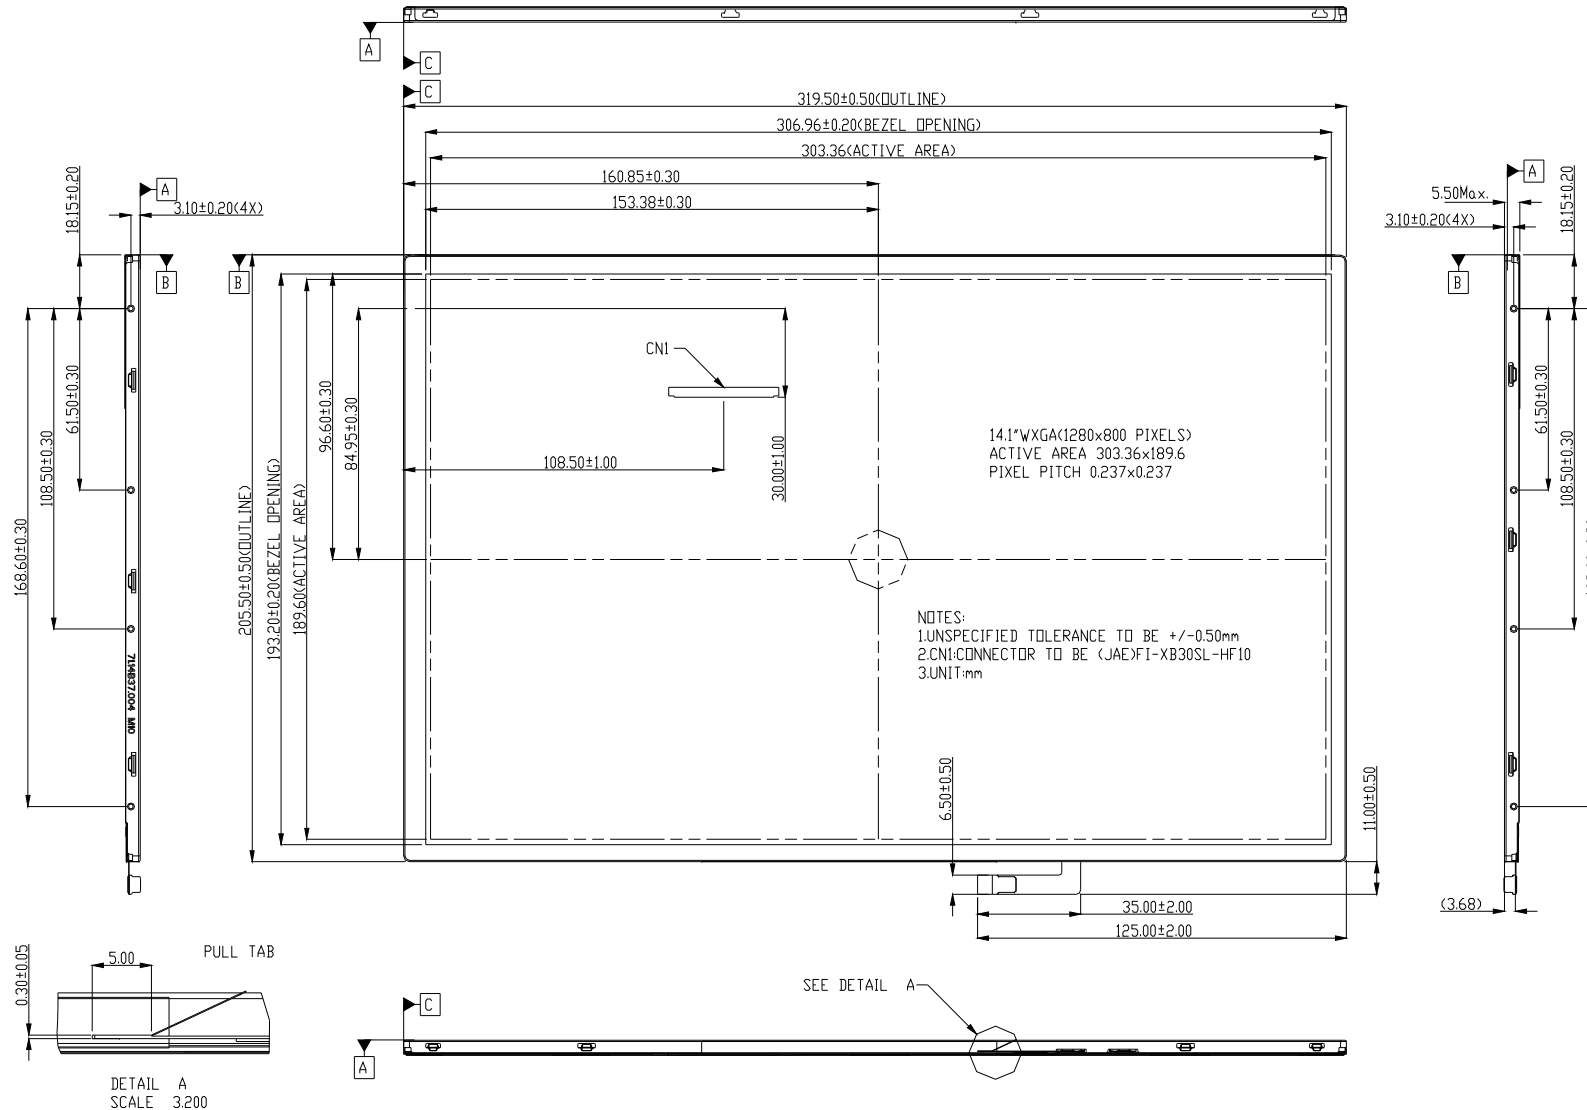 A
C
C
319.50±0.50(OUTLINE)
306.96±0.20(BEZEL OPENING)
303.36(ACTIVE AREA)
160.85±0.30
153.38±0.30
18.15±0.20
A
3.10±0.20(4X)
B
B
168.60±0.30
108.50±0.30
61.50±0.30
205.50±0.50(OUTLINE)
193.20±0.20(BEZEL OPENING)
189.60(ACTIVE AREA)
96.60±0.30
84.95±0.30
CN1
108.50±1.00
30.00±1.00
14.1"WXGA(1280x800 PIXELS)
ACTIVE AREA 303.36x189.6
PIXEL PITCH 0.237x0.237
NOTES:
1.UNSPECIFIED TOLERANCE TO BE +/-0.50mm
2.CN1:CONNECTOR TO BE (JAE)FI-XB30SL-HF10
3.UNIT:mm
6.50±0.50
11.00±0.50
35.00±2.00
125.00±2.00
A
5.50Max.
3.10±0.20(4X)
18.15±0.20
B
61.50±0.30
108.50±0.30
(3.68)
0.30±0.05
5.00
PULL TAB
DETAIL A
SCALE 3.200
C
SEE DETAIL A
A